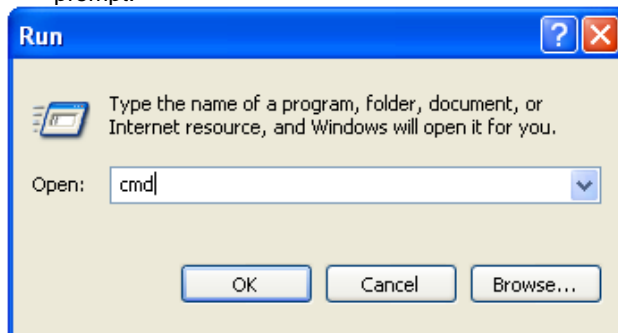 prompt.
Run
Type the name of a program, folder, document, or
Internet resource, and Windows will open it for you.
Open: cmd
OK Cancel Browse...